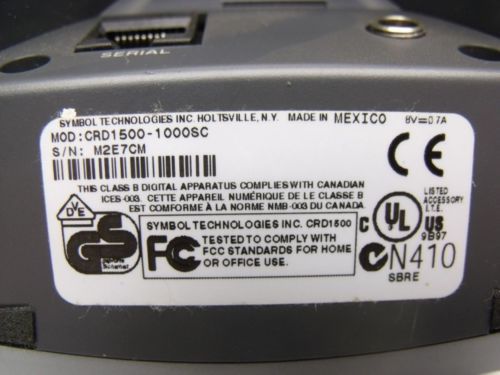 SERIAL
SYMBOL TECHNOLOGIES INC HOLTSVILLE, N.Y. MADE IN MEXICO 8V⎓0.7A
MOD: CRD1500-1000SC
S/N: M2E7CM
THIS CLASS B DIGITAL APPARATUS COMPLIES WITH CANADIAN
ICES-003. CETTE APPAREIL NUMÉRIQUE DE LE CLASSE B
EST CONFORME À LA NORME NMB-003 DU CANADA
VDE
GS
SYMBOL TECHNOLOGIES INC. CRD1500
FC
TESTED TO COMPLY WITH
FCC STANDARDS FOR HOME
OR OFFICE USE.
C UL US
LISTED
ACCESSORY
I.T.E.
9B97
N410
SBRE